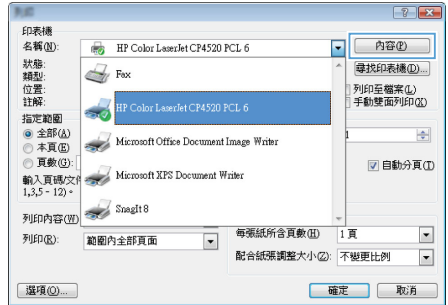 列印
印表機
名稱(N):
HP Color LaserJet CP4520 PCL 6
內容(P)
狀態:
類型:
位置:
註解:
尋找印表機(D)...
列印至檔案(L)
手動雙面列印(X)
Fax
HP Color LaserJet CP4520 PCL 6
Microsoft Office Document Image Writer
Microsoft XPS Document Writer
SnagIt 8
指定範圍
全部(A)
本頁(E)
頁數(G):
輸入頁碼/文件
1,3,5 - 12)。
1
自動分頁(T)
列印內容(W)
列印(R):
範圍內全部頁面
每張紙所含頁數(H)
1 頁
配合紙張調整大小(Z):
不變更比例
選項(O)...
確定
取消